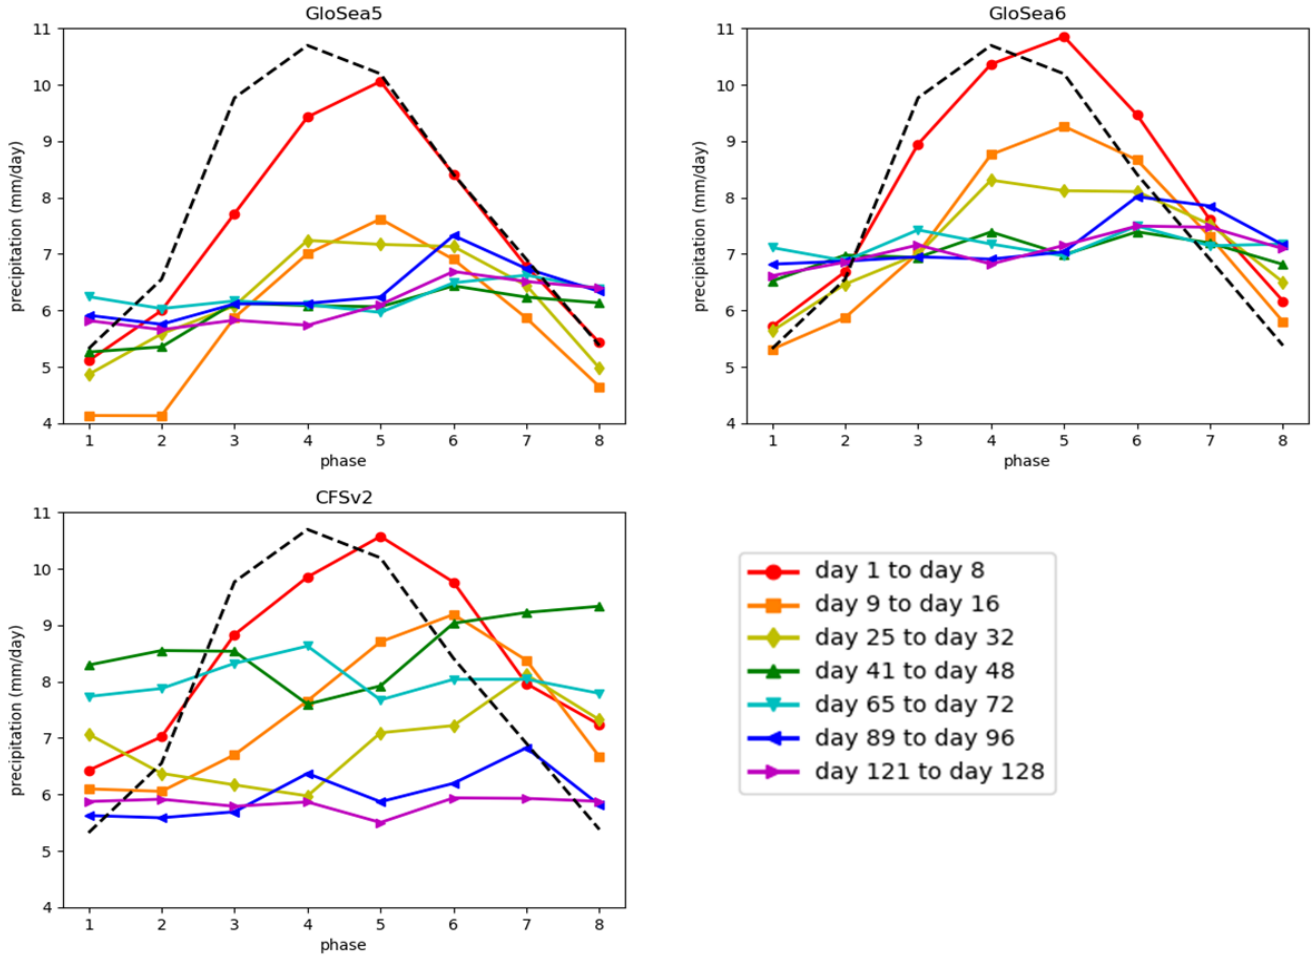 GloSea5
11
10
9
8
7
6
5
4
precipitation (mm/day)
1 2 3 4 5 6 7 8
phase
GloSea6
11
10
9
8
7
6
5
4
precipitation (mm/day)
1 2 3 4 5 6 7 8
phase
CFSv2
11
10
9
8
7
6
5
4
precipitation (mm/day)
1 2 3 4 5 6 7 8
phase
day 1 to day 8
day 9 to day 16
day 25 to day 32
day 41 to day 48
day 65 to day 72
day 89 to day 96
day 121 to day 128